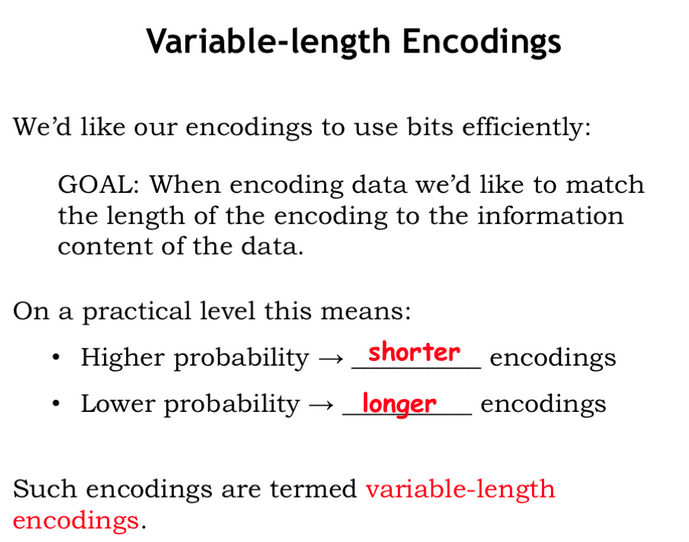 Variable-length Encodings
We’d like our encodings to use bits efficiently:
GOAL: When encoding data we’d like to match
the length of the encoding to the information
content of the data.
On a practical level this means:
• Higher probability → shorter encodings
• Lower probability → longer encodings
Such encodings are termed variable-length
encodings.